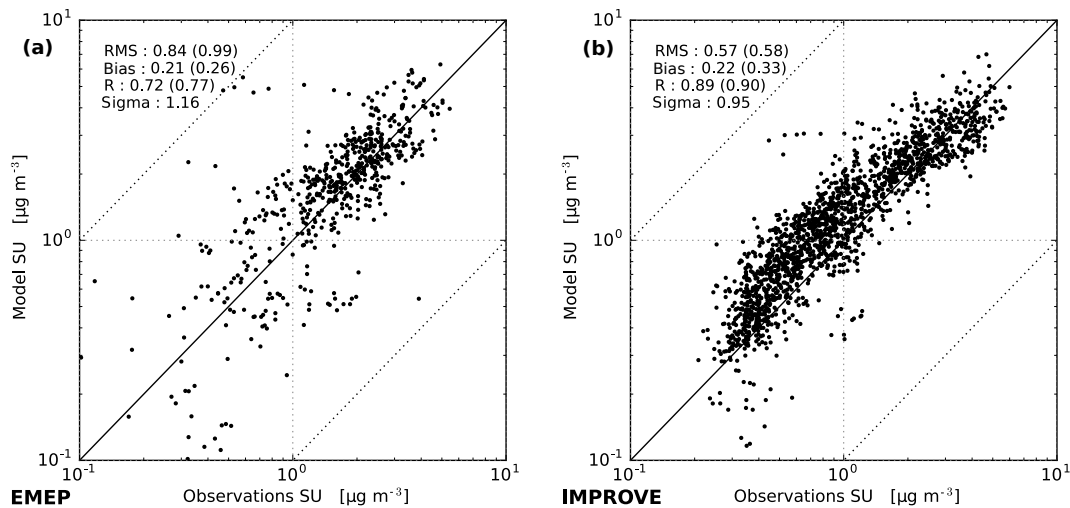 (a)
RMS : 0.84 (0.99)
Bias : 0.21 (0.26)
R : 0.72 (0.77)
Sigma : 1.16
10¹
10⁰
10⁻¹
Model SU [μg m⁻³]
10⁻¹ 10⁰ 10¹
EMEP Observations SU [μg m⁻³]
(b)
RMS : 0.57 (0.58)
Bias : 0.22 (0.33)
R : 0.89 (0.90)
Sigma : 0.95
10¹
10⁰
10⁻¹
Model SU [μg m⁻³]
10⁻¹ 10⁰ 10¹
IMPROVE Observations SU [μg m⁻³]